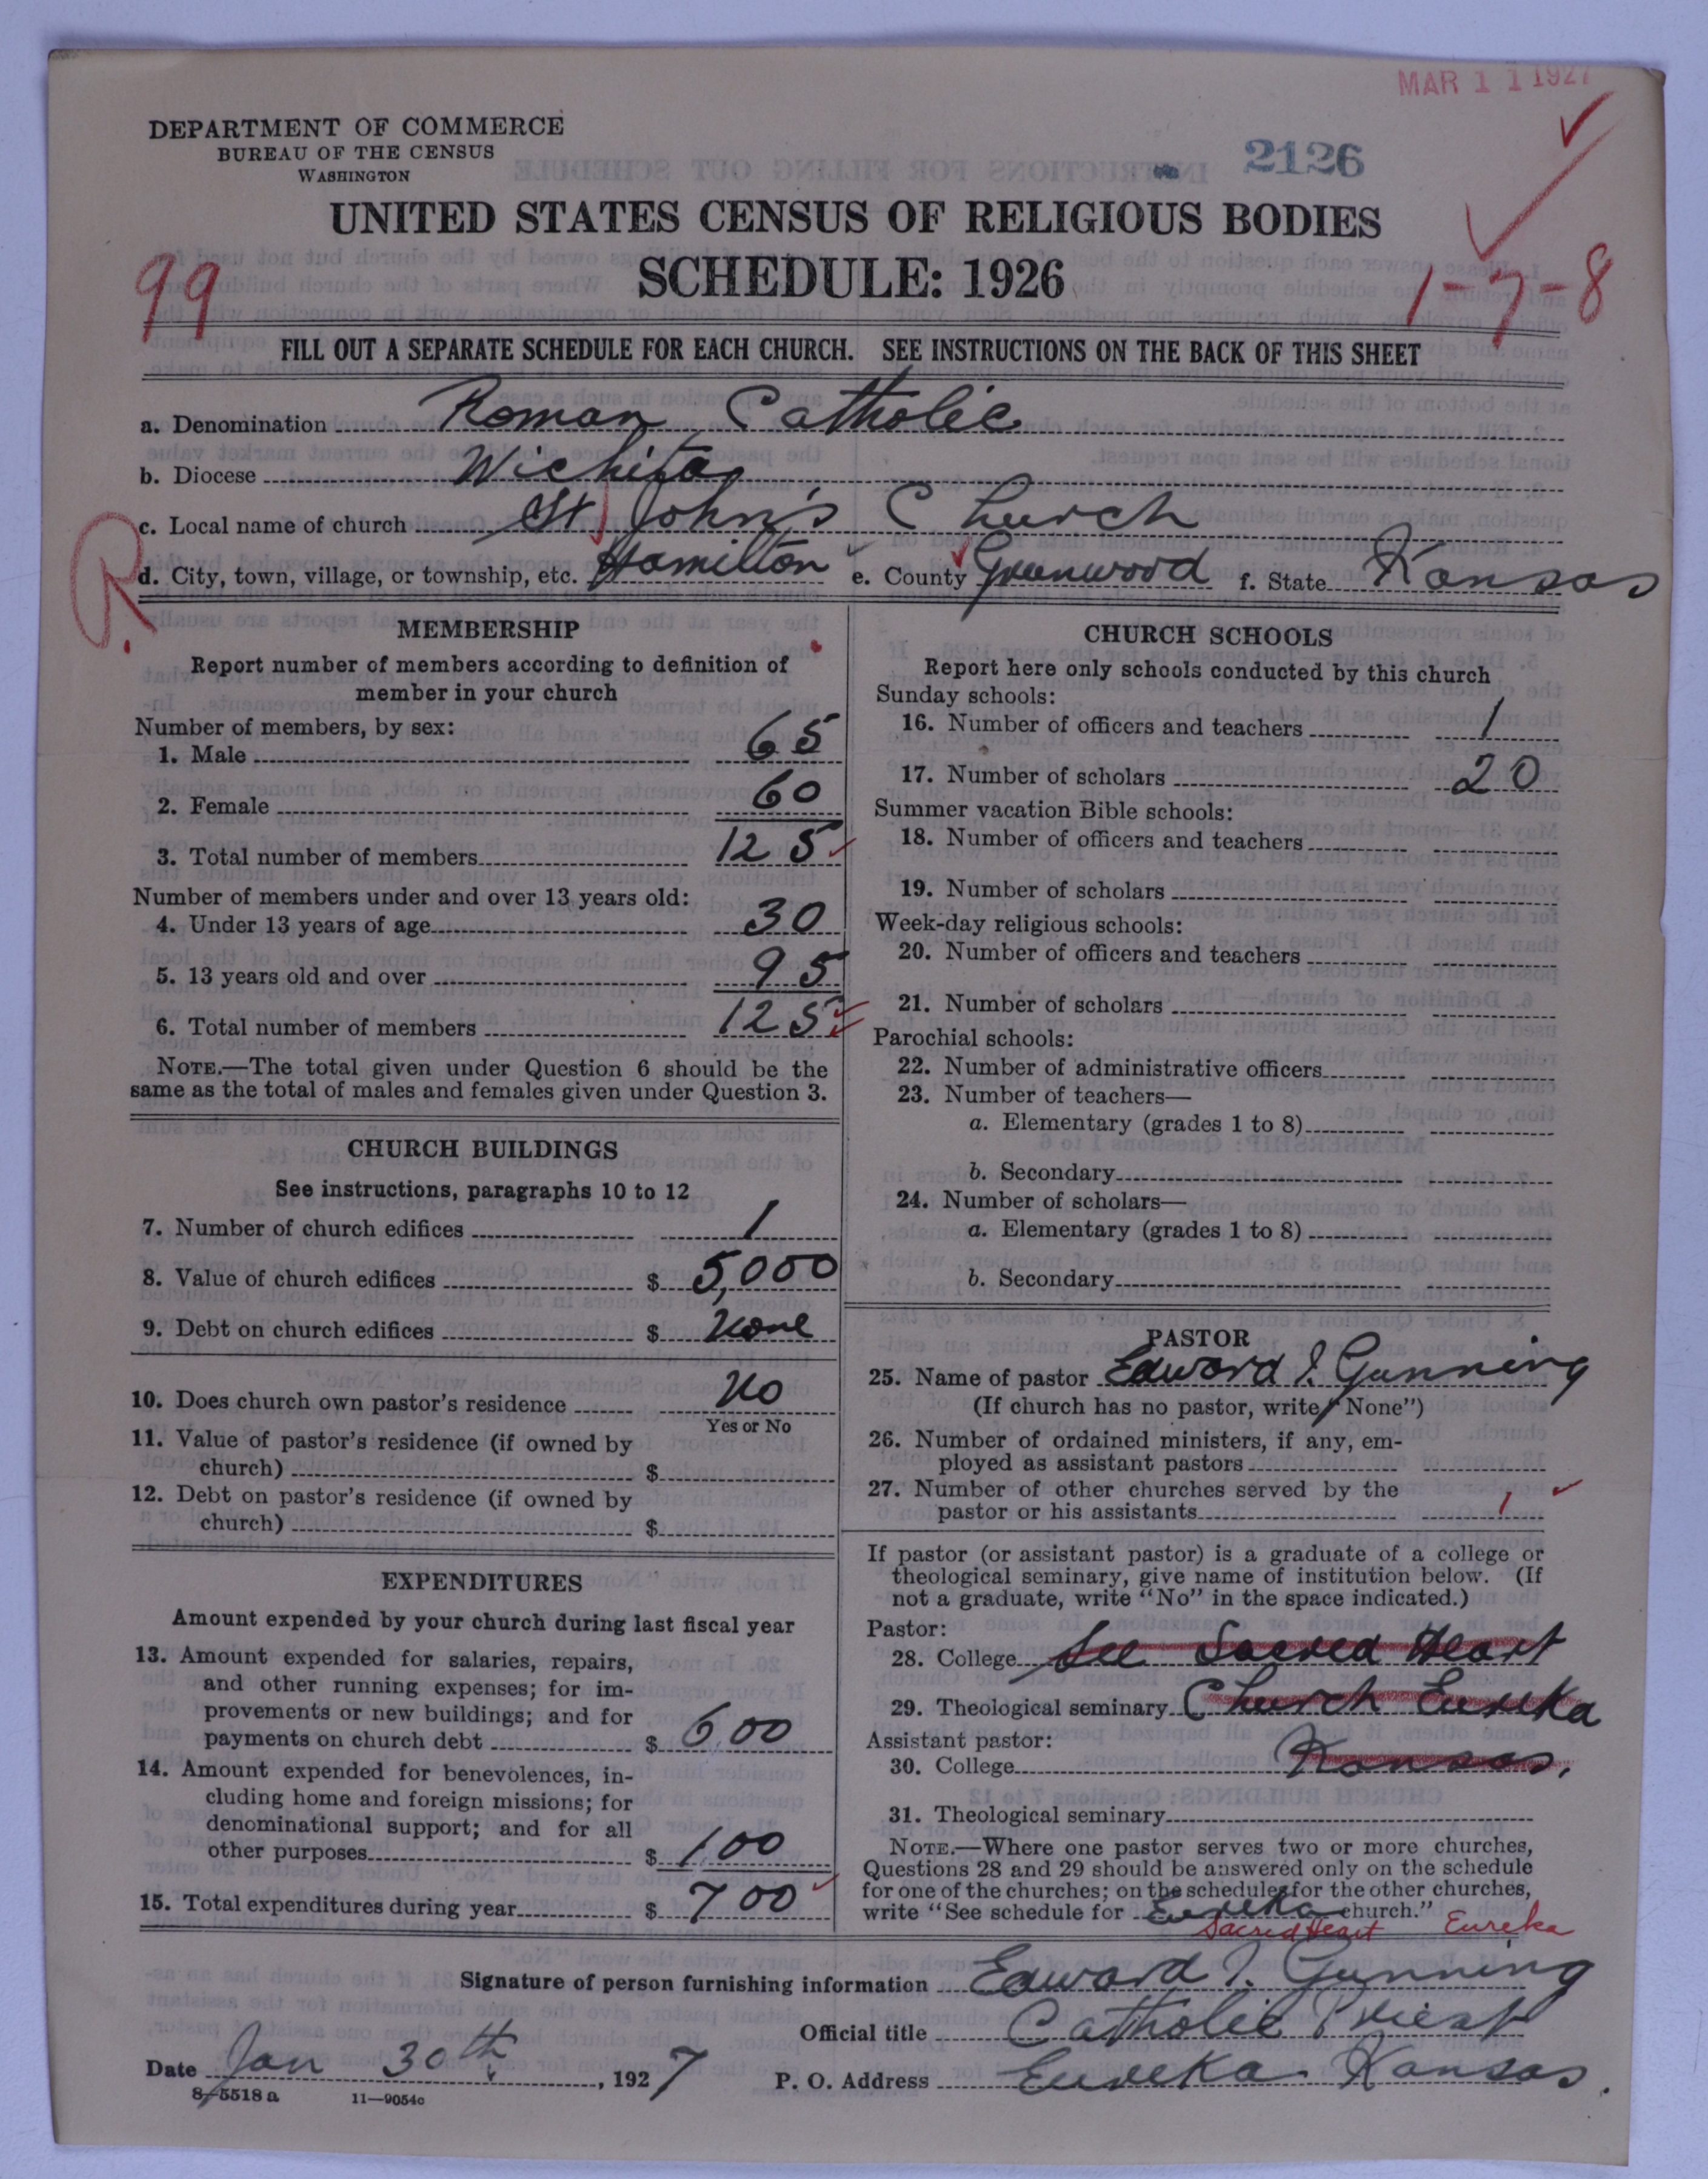 MAR 11 1927
DEPARTMENT OF COMMERCE
BUREAU OF THE CENSUS
WASHINGTON
2126
UNITED STATES CENSUS OF RELIGIOUS BODIES
SCHEDULE: 1926
99
1-7-8
FILL OUT A SEPARATE SCHEDULE FOR EACH CHURCH. SEE INSTRUCTIONS ON THE BACK OF THIS SHEET
a. Denomination Roman Catholic
b. Diocese Wichita
c. Local name of church St John's Church
R
d. City, town, village, or township, etc. Hamilton e. County Greenwood f. State Kansas
MEMBERSHIP
Report number of members according to definition of
member in your church
Number of members, by sex:
1. Male 65
2. Female 60
3. Total number of members 125
Number of members under and over 13 years old:
4. Under 13 years of age 30
5. 13 years old and over 95
6. Total number of members 125
NOTE.—The total given under Question 6 should be the
same as the total of males and females given under Question 3.
CHURCH BUILDINGS
See instructions, paragraphs 10 to 12
7. Number of church edifices 1
8. Value of church edifices $ 5,000
9. Debt on church edifices $ None
10. Does church own pastor's residence No
Yes or No
11. Value of pastor's residence (if owned by
church) $
12. Debt on pastor's residence (if owned by
church) $
EXPENDITURES
Amount expended by your church during last fiscal year
13. Amount expended for salaries, repairs,
and other running expenses; for im-
provements or new buildings; and for
payments on church debt $ 600
14. Amount expended for benevolences, in-
cluding home and foreign missions; for
denominational support; and for all
other purposes $ 100
15. Total expenditures during year $ 700
CHURCH SCHOOLS
Report here only schools conducted by this church
Sunday schools:
16. Number of officers and teachers 1
17. Number of scholars 20
Summer vacation Bible schools:
18. Number of officers and teachers
19. Number of scholars
Week-day religious schools:
20. Number of officers and teachers
21. Number of scholars
Parochial schools:
22. Number of administrative officers
23. Number of teachers—
a. Elementary (grades 1 to 8)
b. Secondary
24. Number of scholars—
a. Elementary (grades 1 to 8)
b. Secondary
PASTOR
25. Name of pastor Edward I. Gunning
(If church has no pastor, write "None")
26. Number of ordained ministers, if any, em-
ployed as assistant pastors
27. Number of other churches served by the
pastor or his assistants 1
If pastor (or assistant pastor) is a graduate of a college or
theological seminary, give name of institution below. (If
not a graduate, write "No" in the space indicated.)
Pastor:
28. College See Sacred Heart
29. Theological seminary Church Eureka
Assistant pastor:
30. College Kansas.
31. Theological seminary
NOTE.—Where one pastor serves two or more churches,
Questions 28 and 29 should be answered only on the schedule
for one of the churches; on the schedules for the other churches,
write "See schedule for Eureka church."
Sacred Heart Eureka
Signature of person furnishing information Edward I. Gunning
Official title Catholic Priest
Date Jan 30th, 1927 P. O. Address Eureka Kansas.
8-5518 a 11—9054c